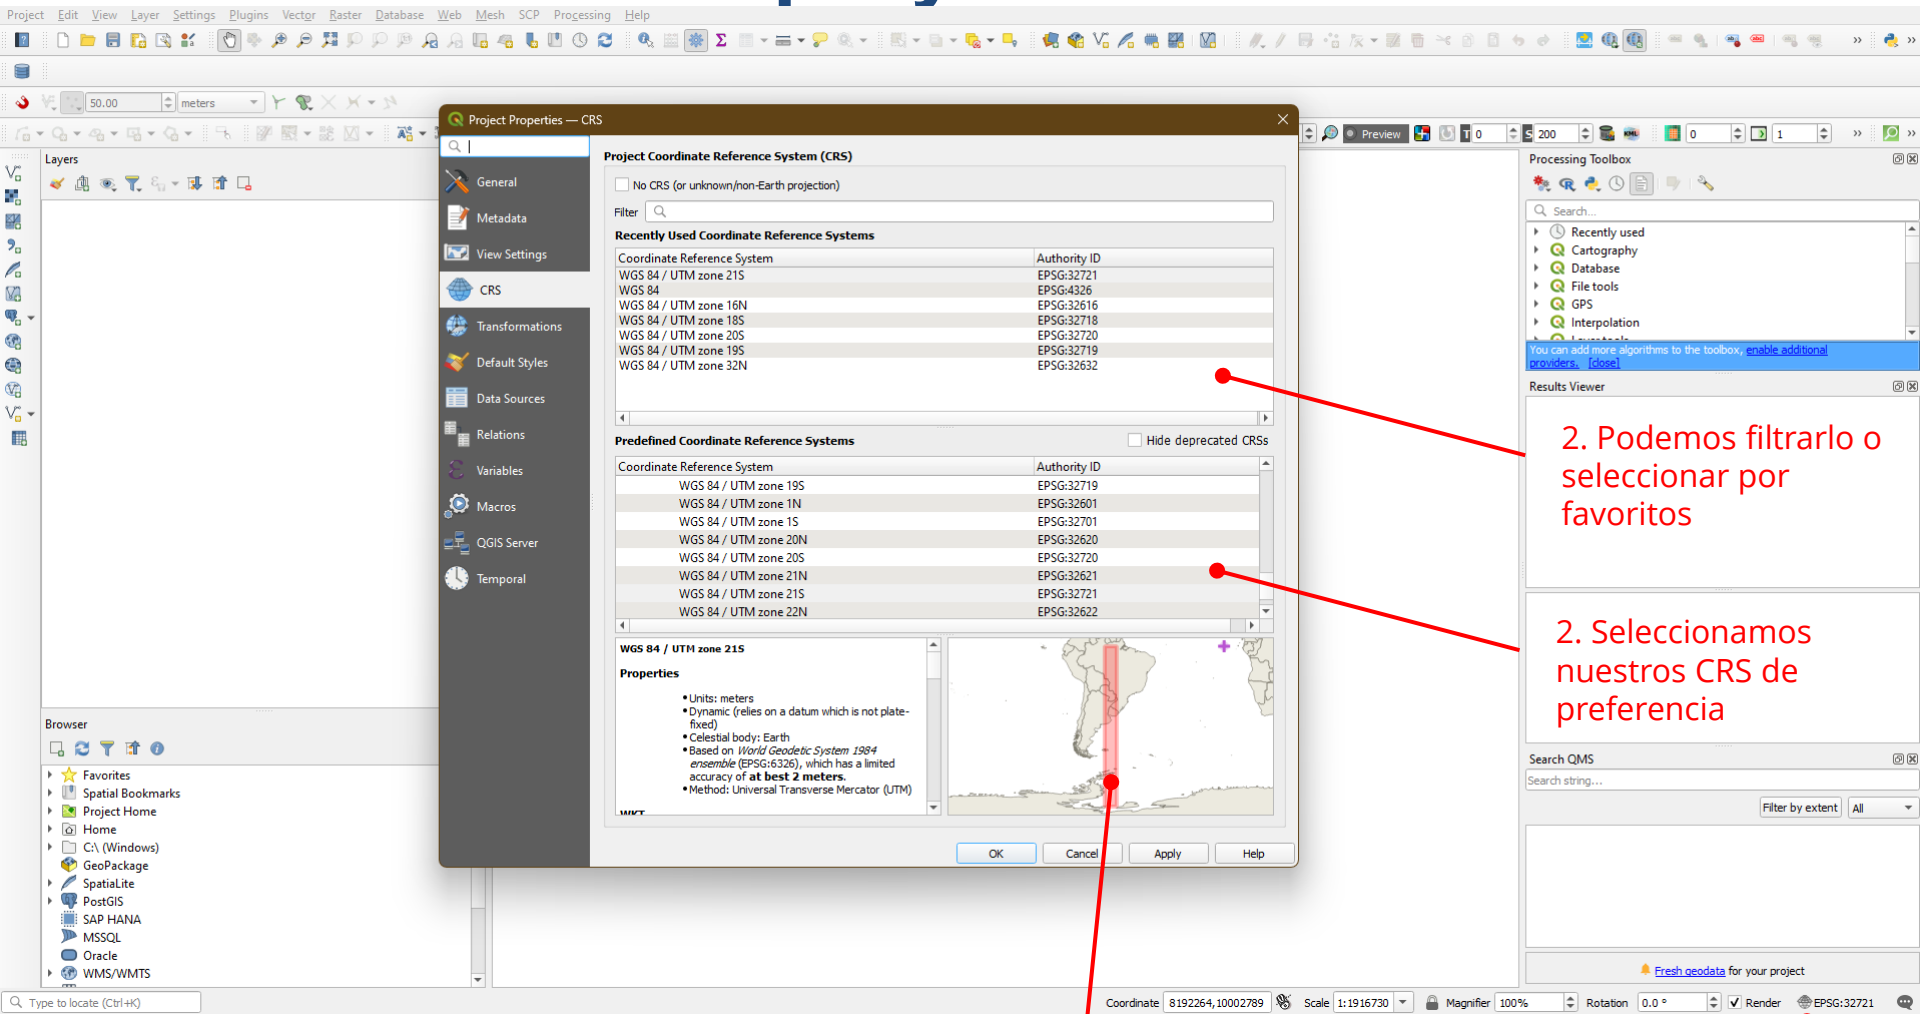 Project Edit View Layer Settings Plugins Vector Raster Database Web Mesh SCP Processing Help
50.00 meters
Preview T 0 S 200 0 1
Layers
Project Properties — CRS
General
Metadata
View Settings
CRS
Transformations
Default Styles
Data Sources
Relations
Variables
Macros
QGIS Server
Temporal
Project Coordinate Reference System (CRS)
No CRS (or unknown/non-Earth projection)
Filter
Recently Used Coordinate Reference Systems
Coordinate Reference System Authority ID
WGS 84 / UTM zone 21S EPSG:32721
WGS 84 EPSG:4326
WGS 84 / UTM zone 16N EPSG:32616
WGS 84 / UTM zone 18S EPSG:32718
WGS 84 / UTM zone 20S EPSG:32720
WGS 84 / UTM zone 19S EPSG:32719
WGS 84 / UTM zone 32N EPSG:32632
Predefined Coordinate Reference Systems Hide deprecated CRSs
Coordinate Reference System Authority ID
WGS 84 / UTM zone 19S EPSG:32719
WGS 84 / UTM zone 1N EPSG:32601
WGS 84 / UTM zone 1S EPSG:32701
WGS 84 / UTM zone 20N EPSG:32620
WGS 84 / UTM zone 20S EPSG:32720
WGS 84 / UTM zone 21N EPSG:32621
WGS 84 / UTM zone 21S EPSG:32721
WGS 84 / UTM zone 22N EPSG:32622
WGS 84 / UTM zone 21S
Properties
• Units: meters
• Dynamic (relies on a datum which is not plate-
fixed)
• Celestial body: Earth
• Based on World Geodetic System 1984
ensemble (EPSG:6326), which has a limited
accuracy of at best 2 meters.
• Method: Universal Transverse Mercator (UTM)
WKT
OK Cancel Apply Help
Processing Toolbox
Search...
Recently used
Cartography
Database
File tools
GPS
Interpolation
Layer tools
You can add more algorithms to the toolbox, enable additional
providers. [close]
Results Viewer
2. Podemos filtrarlo o
seleccionar por
favoritos
2. Seleccionamos
nuestros CRS de
preferencia
Search QMS
Search string...
Filter by extent All
Fresh geodata for your project
Browser
Favorites
Spatial Bookmarks
Project Home
Home
C:\ (Windows)
GeoPackage
SpatiaLite
PostGIS
SAP HANA
MSSQL
Oracle
WMS/WMTS
Type to locate (Ctrl+K)
Coordinate 8192264,10002789 Scale 1:1916730 Magnifier 100% Rotation 0.0 ° Render EPSG:32721